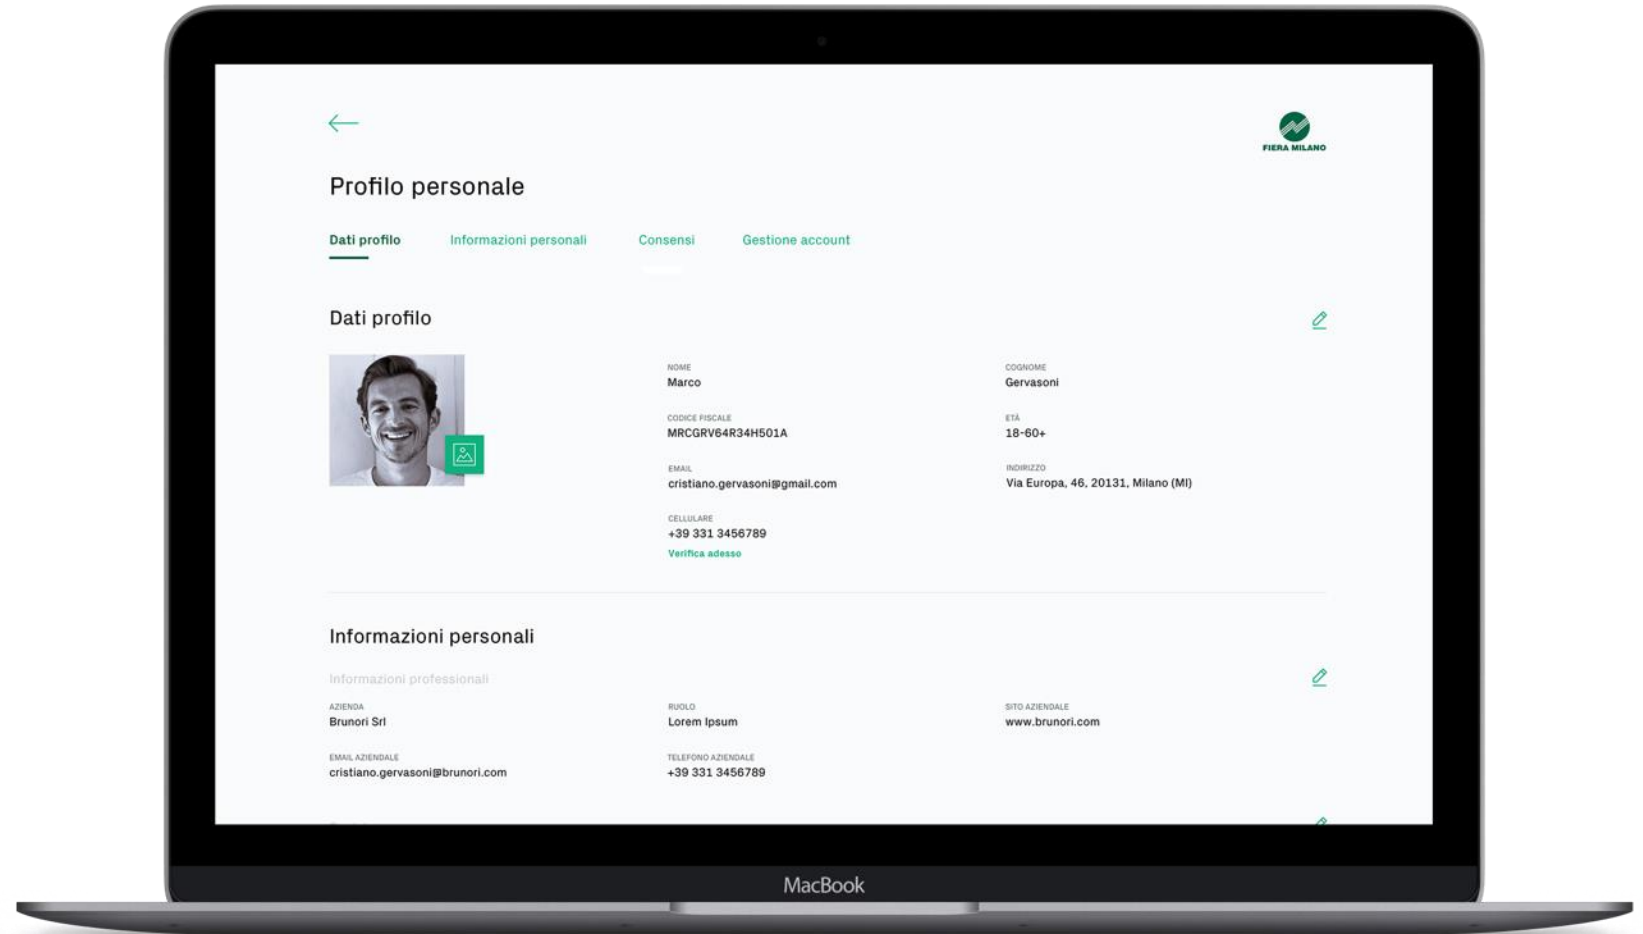 FIERA MILANO
Profilo personale
Dati profilo Informazioni personali Consensi Gestione account
Dati profilo
NOME COGNOME
Marco Gervasoni
CODICE FISCALE ETÀ
MRCGRV64R34H501A 18-60+
EMAIL INDIRIZZO
cristiano.gervasoni@gmail.com Via Europa, 46, 20131, Milano (MI)
CELLULARE
+39 331 3456789
Verifica adesso
Informazioni personali
Informazioni professionali
AZIENDA RUOLO SITO AZIENDALE
Brunori Srl Lorem Ipsum www.brunori.com
EMAIL AZIENDALE TELEFONO AZIENDALE
cristiano.gervasoni@brunori.com +39 331 3456789
MacBook